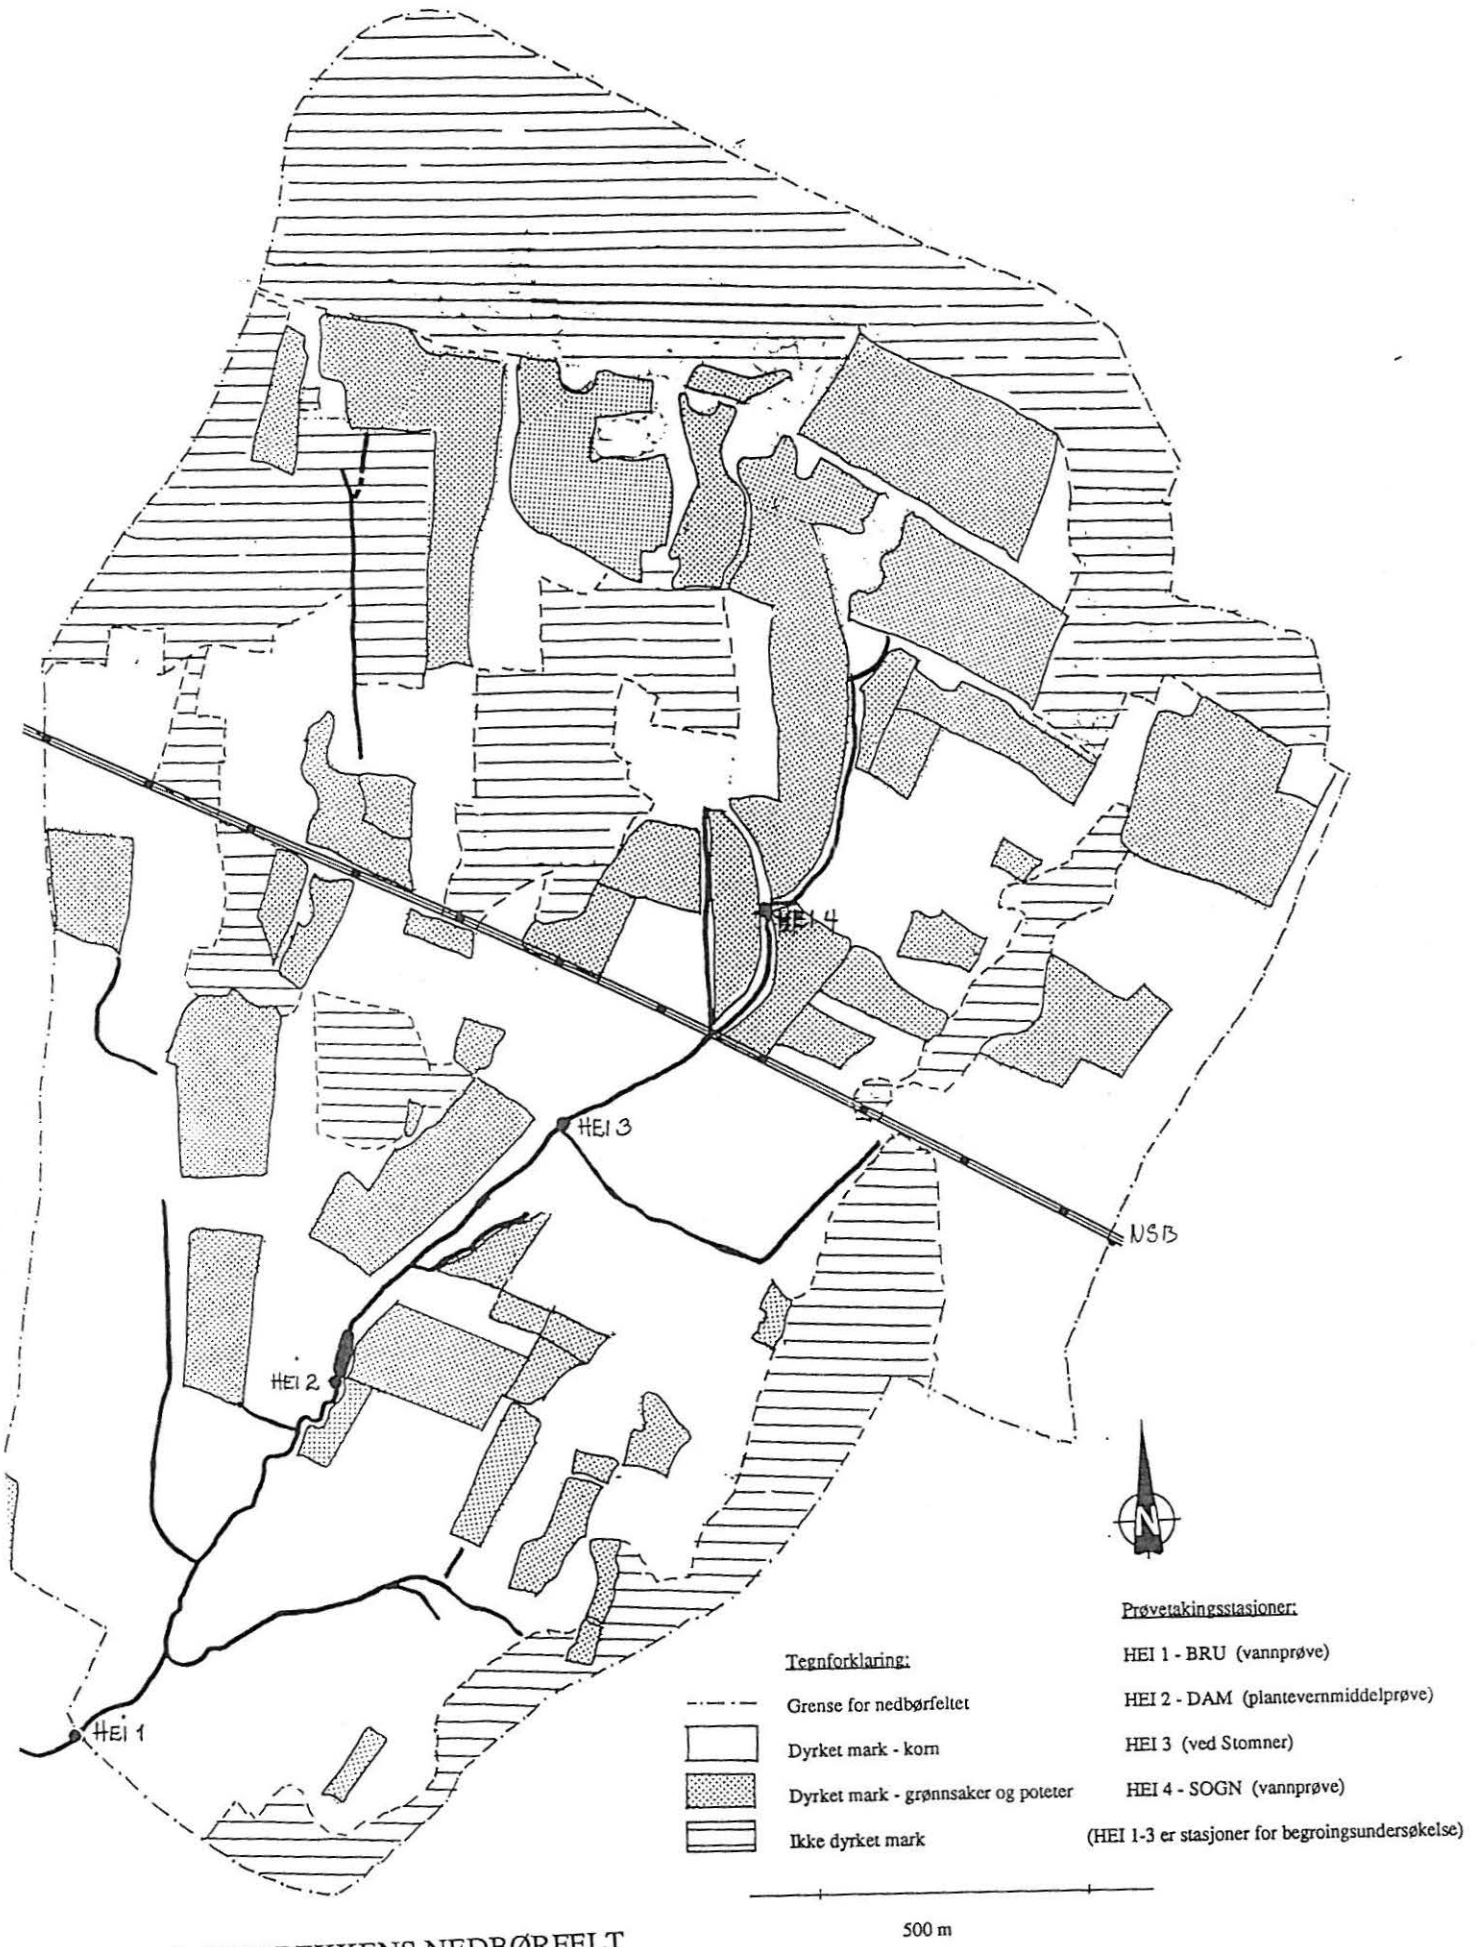 HEI 4
HEI 3
NSB
HEI 2
N
HEI 1
Tegnforklaring:
Grense for nedbørfeltet
Dyrket mark - korn
Dyrket mark - grønnsaker og poteter
Ikke dyrket mark
Prøvetakingsstasjoner:
HEI 1 - BRU (vannprøve)
HEI 2 - DAM (plantevernmiddelprøve)
HEI 3 (ved Stomner)
HEI 4 - SOGN (vannprøve)
(HEI 1-3 er stasjoner for begroingsundersøkelse)
500 m
NEDBØRFELT